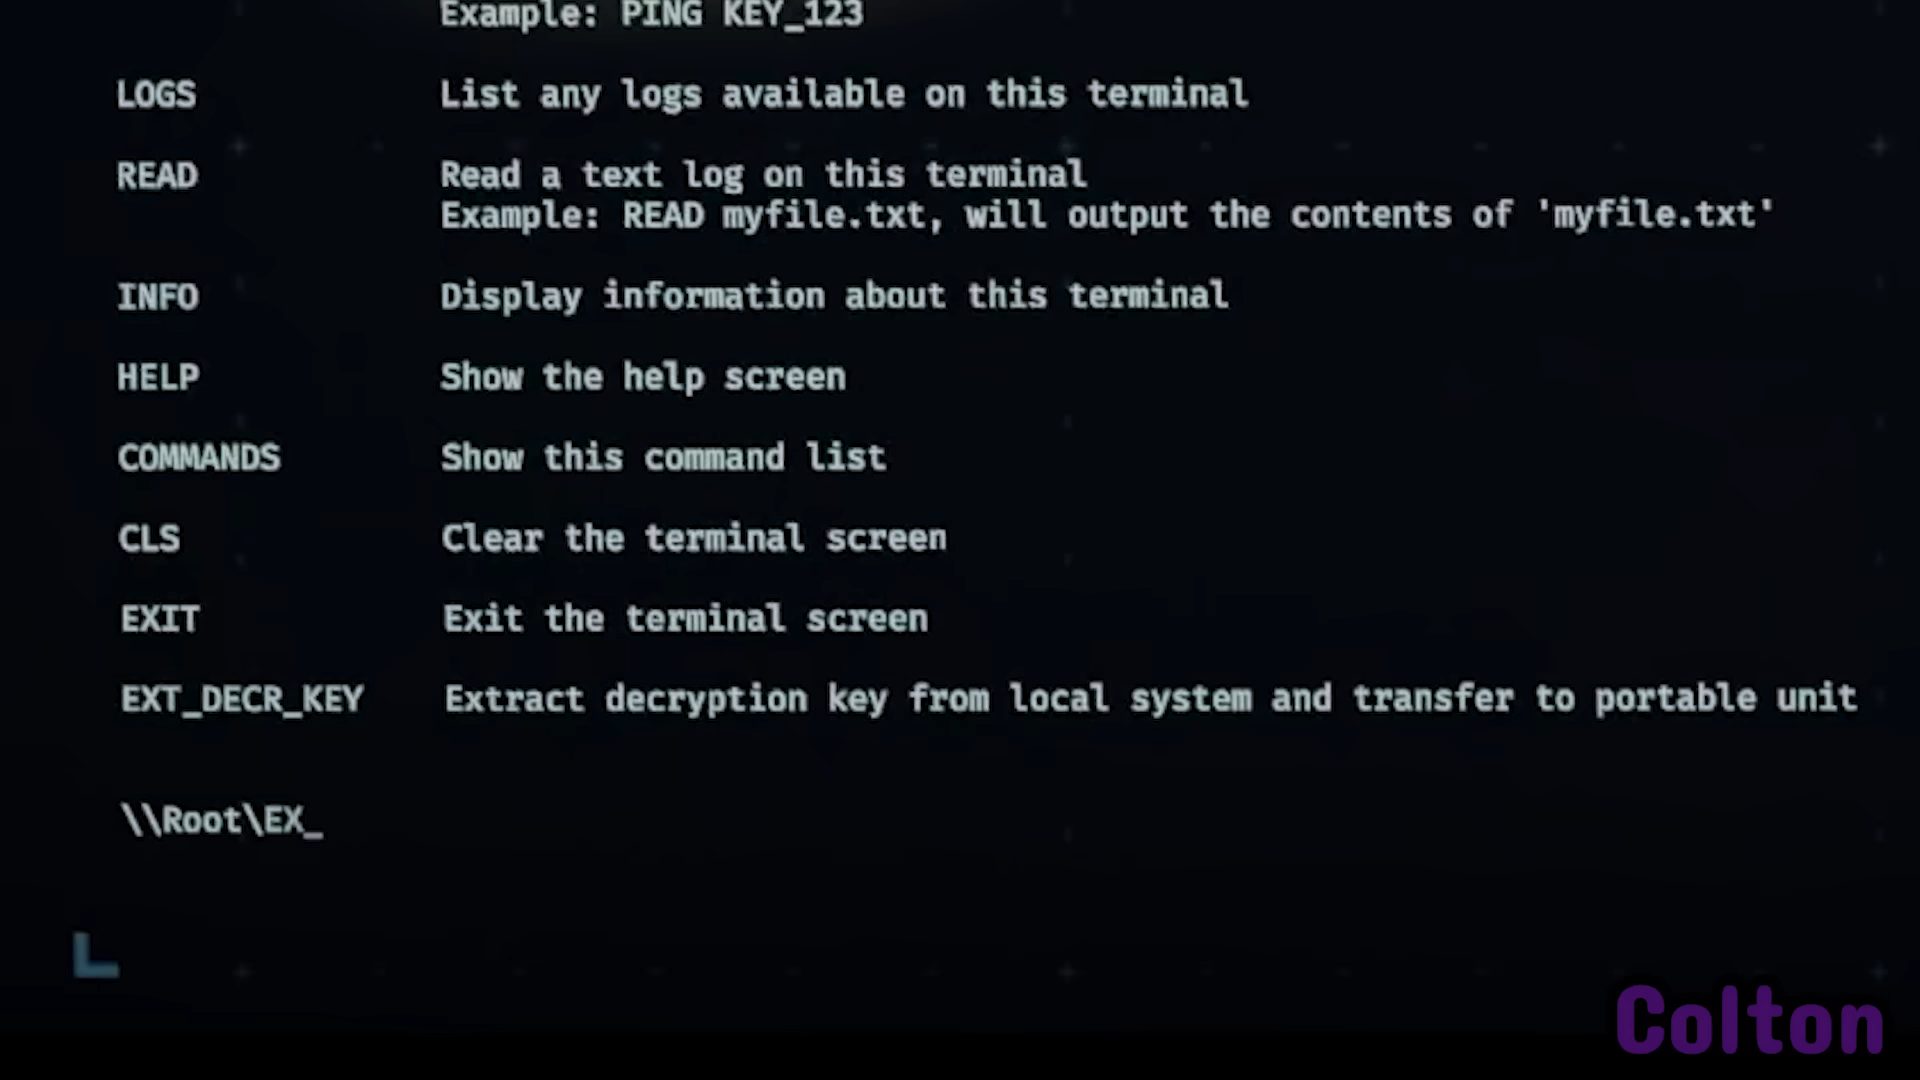 Example: PING KEY_123
LOGS List any logs available on this terminal
READ Read a text log on this terminal
Example: READ myfile.txt, will output the contents of 'myfile.txt'
INFO Display information about this terminal
HELP Show the help screen
COMMANDS Show this command list
CLS Clear the terminal screen
EXIT Exit the terminal screen
EXT_DECR_KEY Extract decryption key from local system and transfer to portable unit
\\Root\EX_
Colton